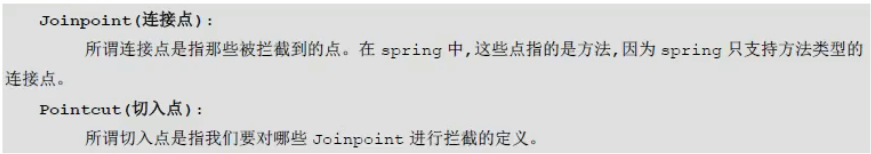 Joinpoint(连接点):
所谓连接点是指那些被拦截到的点。在 spring 中,这些点指的是方法,因为 spring 只支持方法类型的
连接点。
Pointcut(切入点):
所谓切入点是指我们要对哪些 Joinpoint 进行拦截的定义。